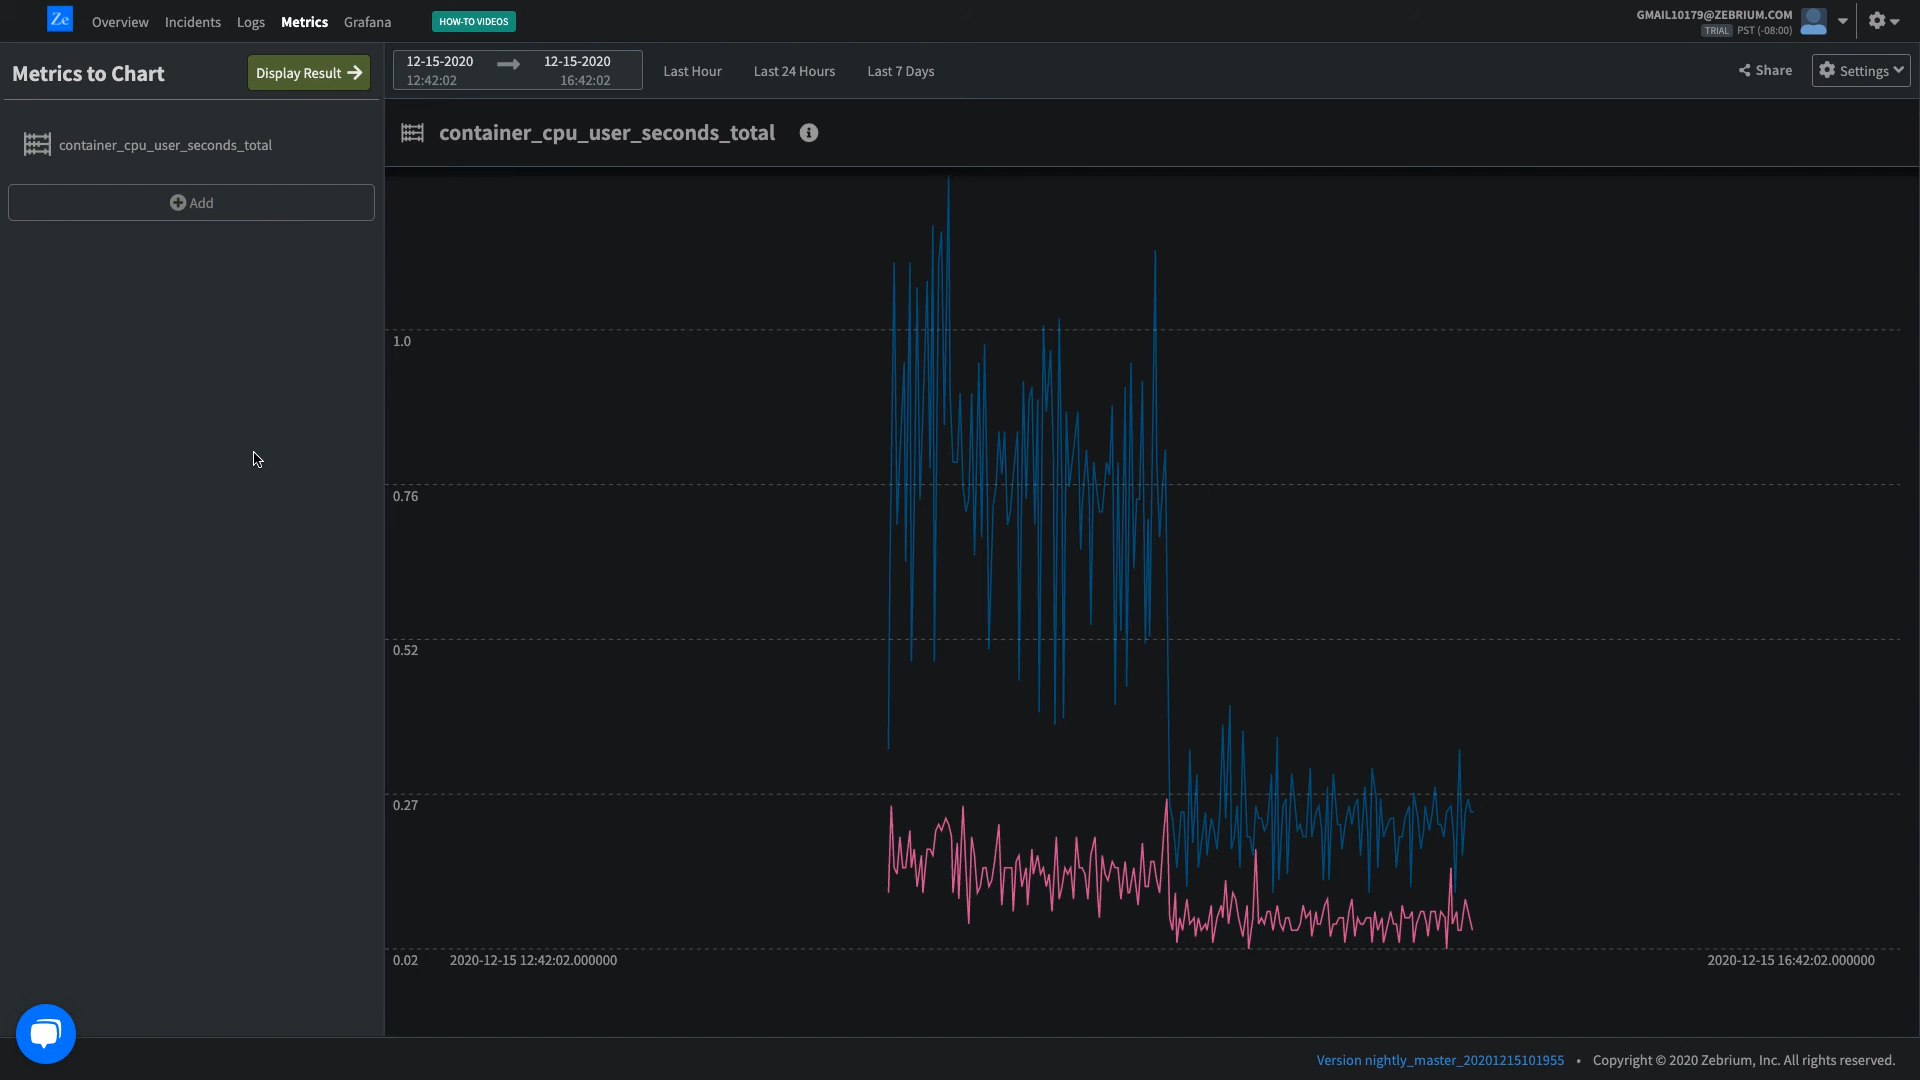 Ze Overview Incidents Logs Metrics Grafana HOW-TO VIDEOS
GMAIL10179@ZEBRIUM.COM
TRIAL PST (-08:00)
Metrics to Chart
Display Result
12-15-2020 12-15-2020
12:42:02 16:42:02
Last Hour Last 24 Hours Last 7 Days
Share
Settings
container_cpu_user_seconds_total
Add
container_cpu_user_seconds_total
1.0
0.76
0.52
0.27
0.02
2020-12-15 12:42:02.000000
2020-12-15 16:42:02.000000
Version nightly_master_20201215101955 • Copyright © 2020 Zebrium, Inc. All rights reserved.